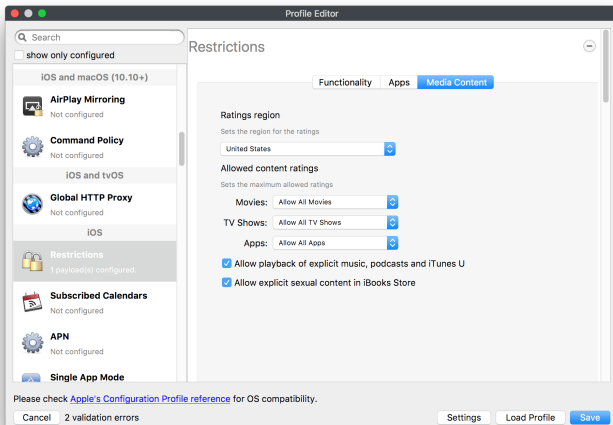 Profile Editor
Search
show only configured
iOS and macOS (10.10+)
AirPlay Mirroring
Not configured
Command Policy
Not configured
iOS and tvOS
Global HTTP Proxy
Not configured
iOS
Restrictions
1 payload(s) configured.
Subscribed Calendars
Not configured
APN
Not configured
Single App Mode
Restrictions
Functionality Apps Media Content
Ratings region
Sets the region for the ratings
United States
Allowed content ratings
Sets the maximum allowed ratings
Movies: Allow All Movies
TV Shows: Allow All TV Shows
Apps: Allow All Apps
Allow playback of explicit music, podcasts and iTunes U
Allow explicit sexual content in iBooks Store
Please check Apple's Configuration Profile reference for OS compatibility.
Cancel 2 validation errors Settings Load Profile Save